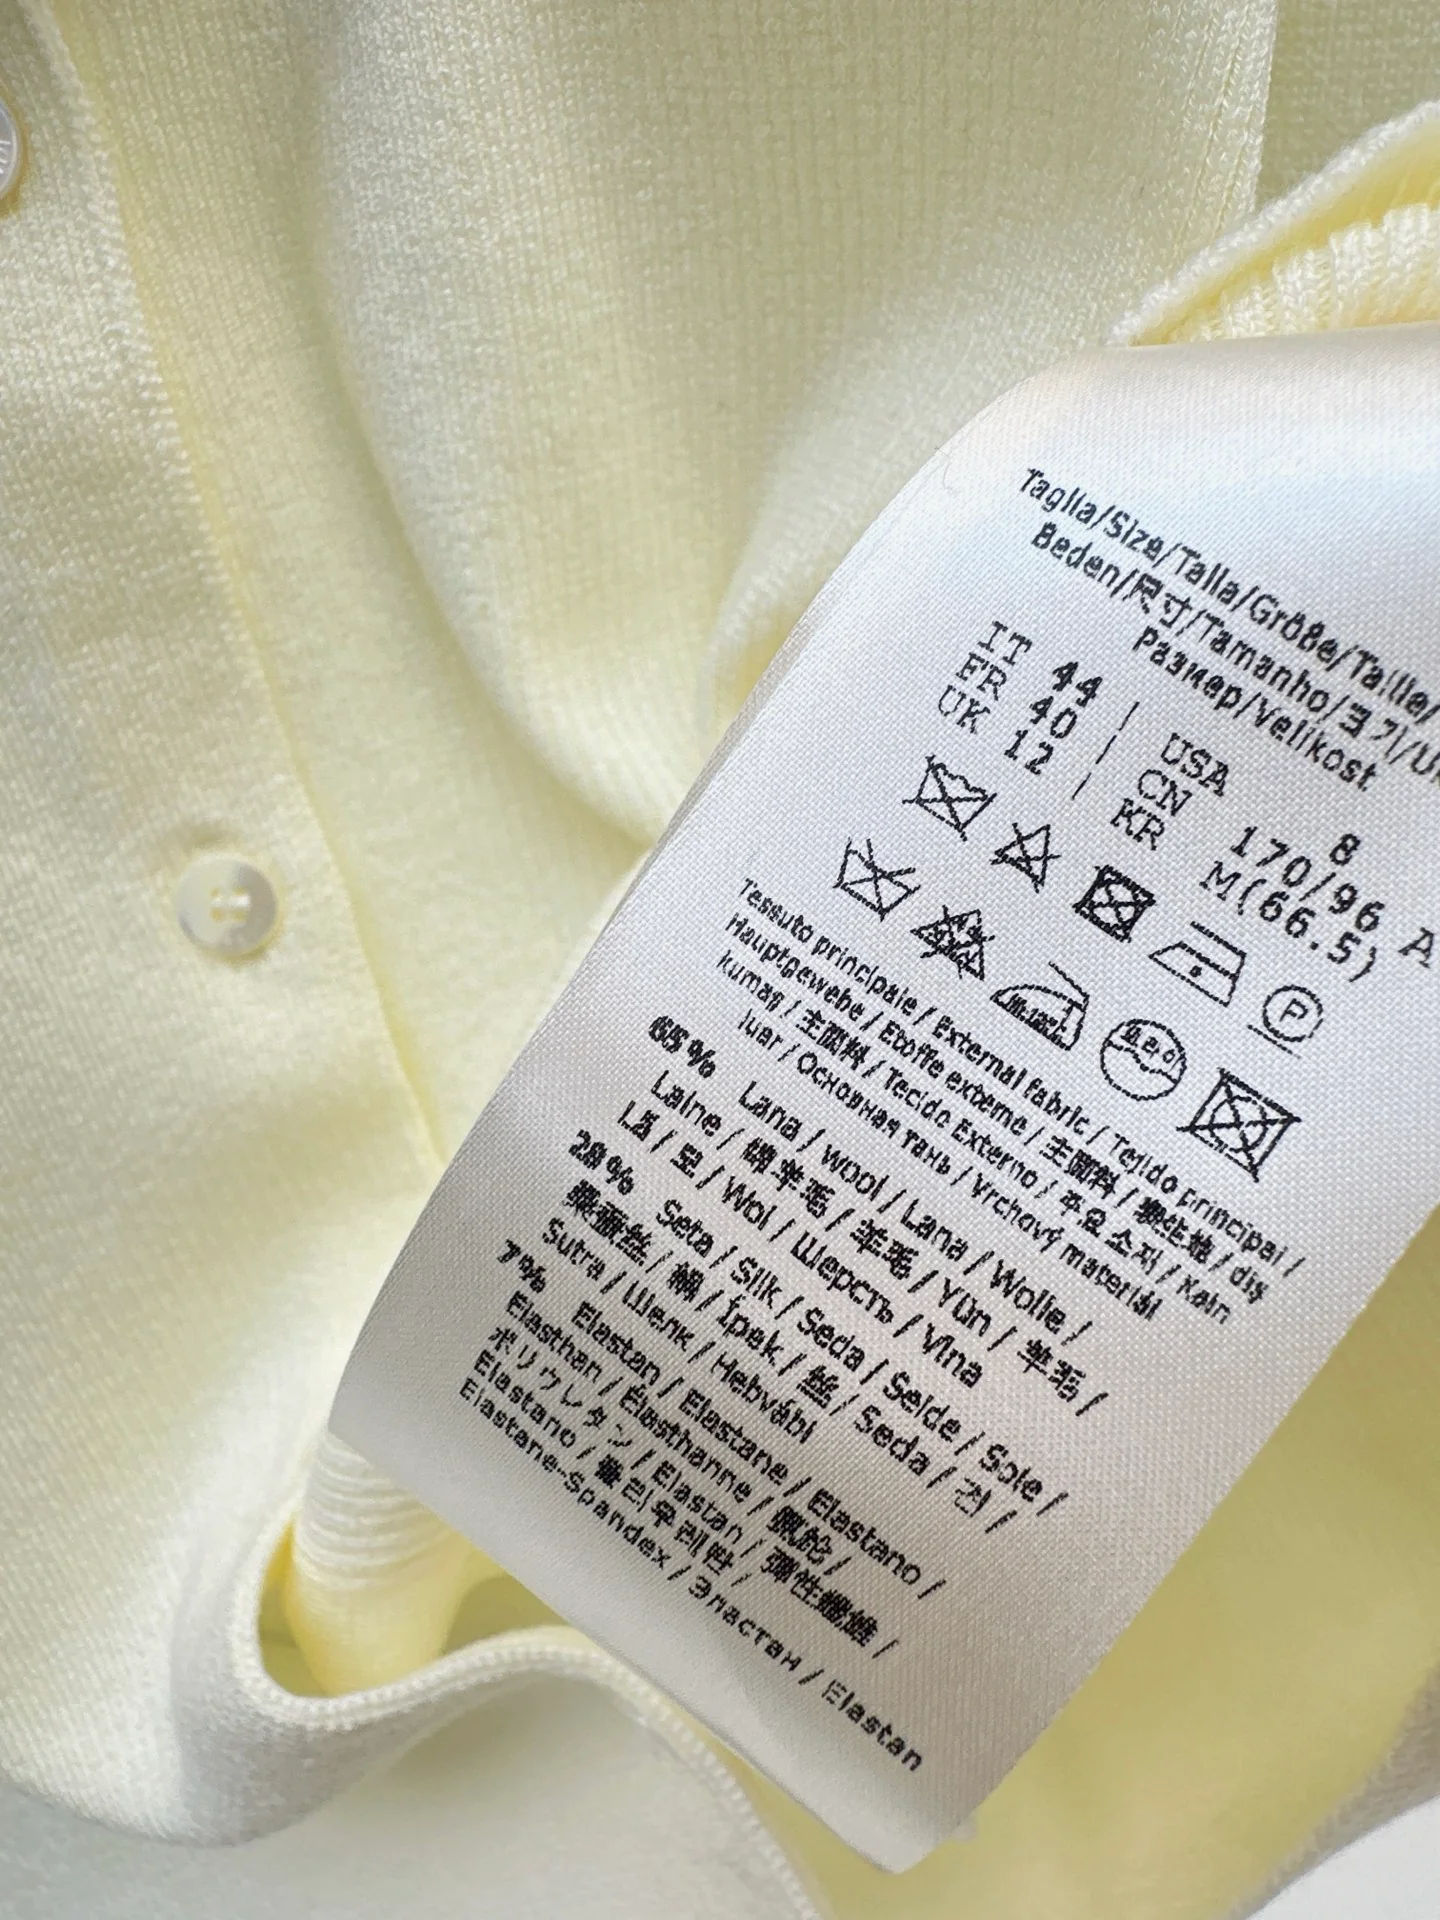 Taglia/Size/Talla/Größe/Taille/
Beden/尺寸/Tamanho/크기/
Размер/Velikost
IT 44 | USA 8
FR 40 | CN 170/96 A
UK 12 | KR M(66.5)
P
Tessuto principale / External fabric / Tejido principal /
Hauptgewebe / Etoffe externe / 主面料 / 表生地 / dış
kumaş / 主面料 / Tecido Externo / 주요 소재 / Kain
luar / Основная тань / Vrchový materiál
65% Lana / Wool / Lana / Wolle /
Laine / 绵羊毛 / 羊毛 / Yün / 羊毛 /
Lã / 모 / Wol / Шерсть / Vlna
28% Seta / Silk / Seda / Seide / Soie /
桑蚕丝 / 絹 / İpek / 絲 / Seda / 견 /
Sutra / Шелк / Hebvábí
7% Elastan / Elastane / Elastano /
Elasthan / Élasthanne / 氨纶 /
ポリウレタン / Elastan / 彈性纖維 /
Elastano / 폴리우레탄 /
Elastane-Spandex / Эластан / Elastan